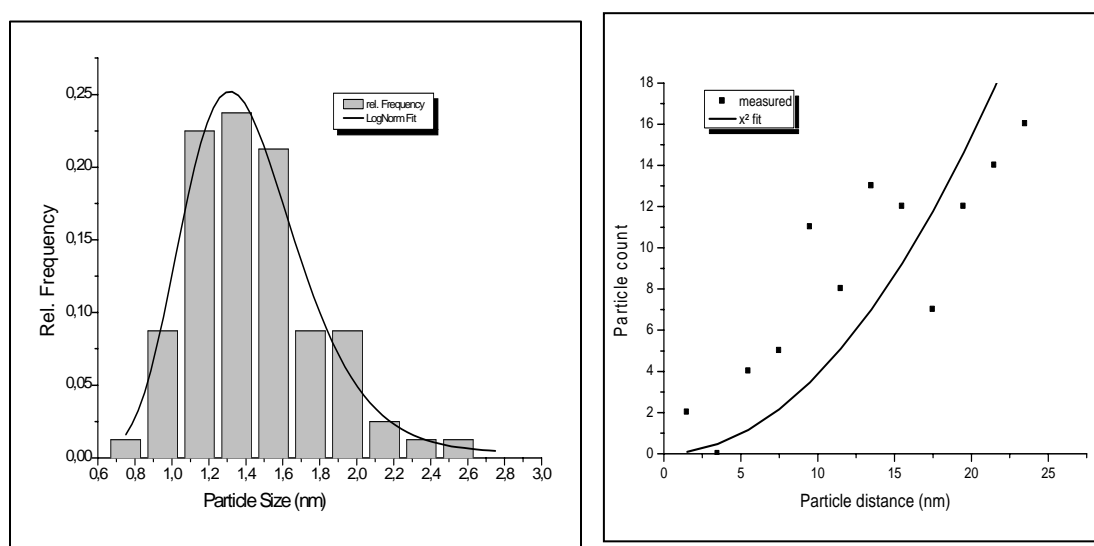 rel. Frequency
LogNorm Fit
Rel. Frequency
0,25
0,20
0,15
0,10
0,05
0,00
0,6 0,8 1,0 1,2 1,4 1,6 1,8 2,0 2,2 2,4 2,6 2,8 3,0
Particle Size (nm)
measured
x² fit
Particle count
18
16
14
12
10
8
6
4
2
0
0 5 10 15 20 25
Particle distance (nm)